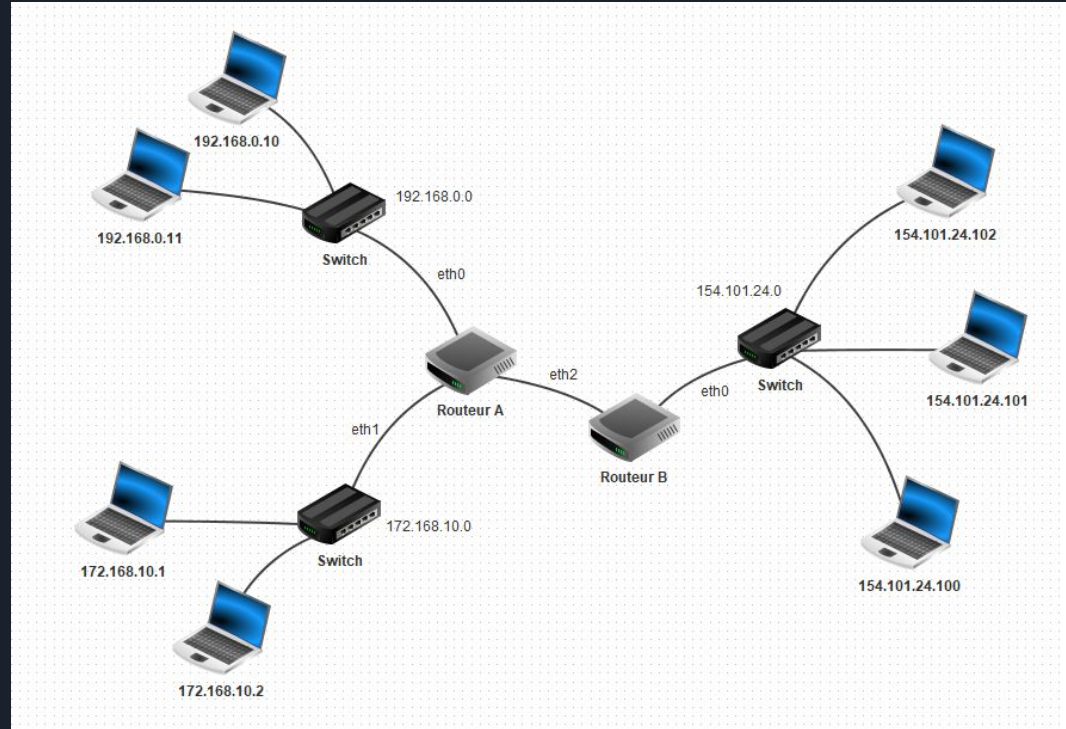 192.168.0.10
192.168.0.11
192.168.0.0
Switch
eth0
Routeur A
eth1
eth2
172.168.10.0
Switch
172.168.10.1
172.168.10.2
Routeur B
eth0
154.101.24.0
Switch
154.101.24.102
154.101.24.101
154.101.24.100